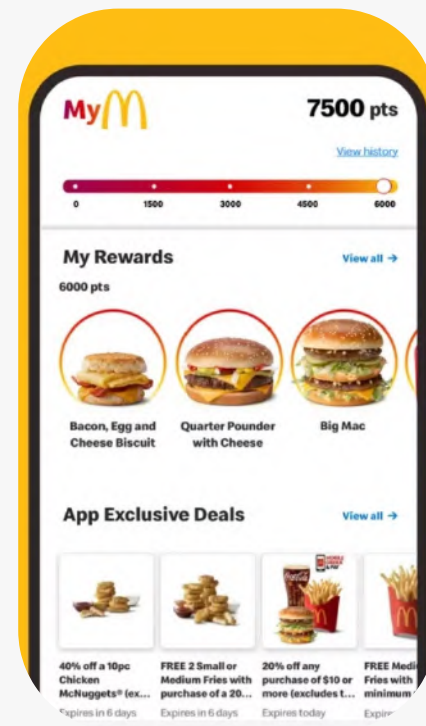 My
7500 pts
View history
0 1500 3000 4500 6000
My Rewards
View all →
6000 pts
Bacon, Egg and
Cheese Biscuit
Quarter Pounder
with Cheese
Big Mac
App Exclusive Deals
View all →
40% off a 10pc
Chicken
McNuggets® (ex...
Expires in 6 days
FREE 2 Small or
Medium Fries with
purchase of a 20...
Expires in 6 days
20% off any
purchase of $10 or
more (excludes t...
Expires today
FREE Medi
Fries with
minimum